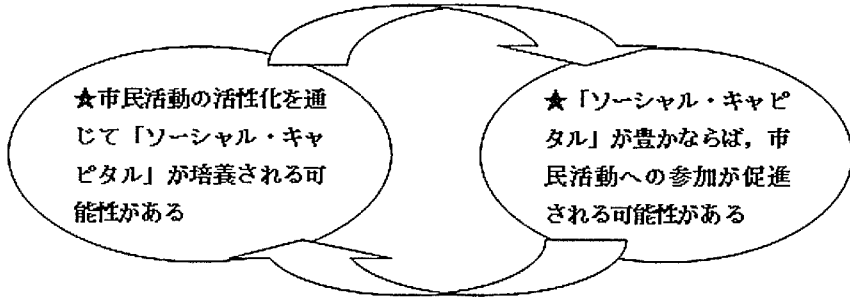 ★市民活動の活性化を通
じて「ソーシャル・キャ
ピタル」が培養される可
能性がある
★「ソーシャル・キャピ
タル」が豊かならば，市
民活動への参加が促進
される可能性がある